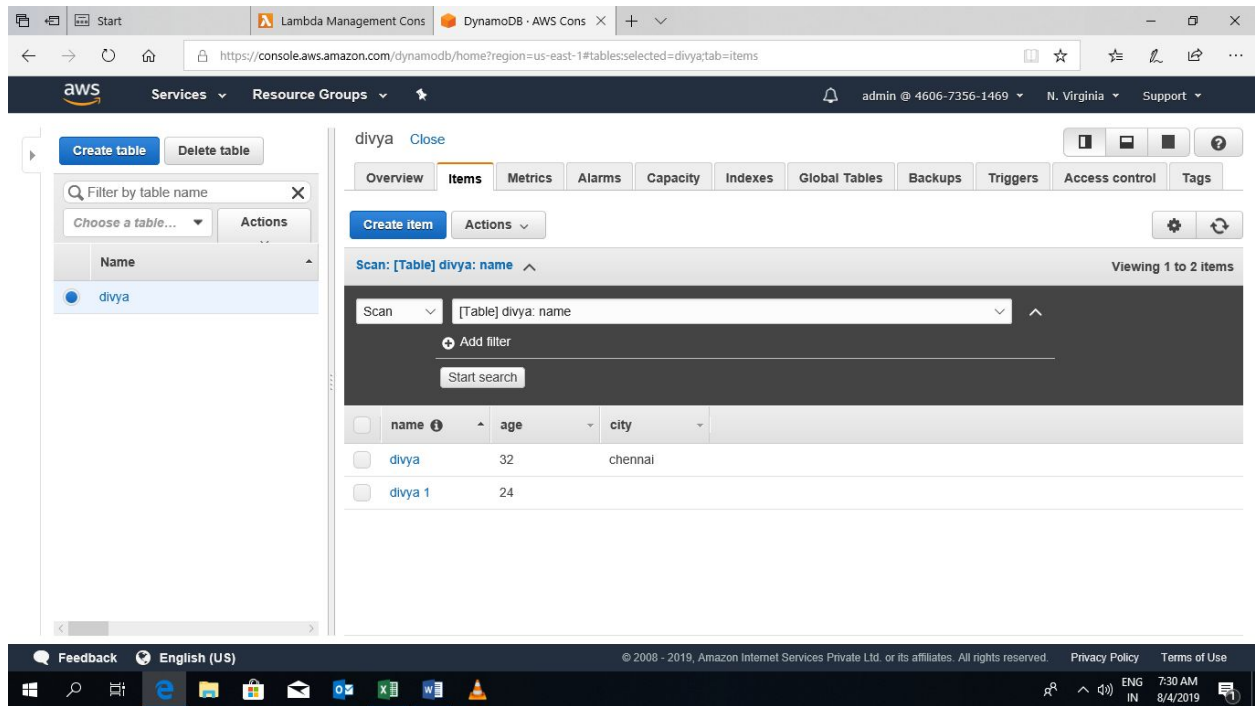 Start
Lambda Management Cons
DynamoDB · AWS Cons
https://console.aws.amazon.com/dynamodb/home?region=us-east-1#tables:selected=divya;tab=items
aws
Services
Resource Groups
admin @ 4606-7356-1469
N. Virginia
Support
Create table
Delete table
Filter by table name
Choose a table...
Actions
Name
divya
divya Close
Overview
Items
Metrics
Alarms
Capacity
Indexes
Global Tables
Backups
Triggers
Access control
Tags
Create item
Actions
Scan: [Table] divya: name
Viewing 1 to 2 items
Scan
[Table] divya: name
Add filter
Start search
name age city
divya 32 chennai
divya 1 24
Feedback
English (US)
© 2008 - 2019, Amazon Internet Services Private Ltd. or its affiliates. All rights reserved.
Privacy Policy
Terms of Use
ENG
IN
7:30 AM
8/4/2019